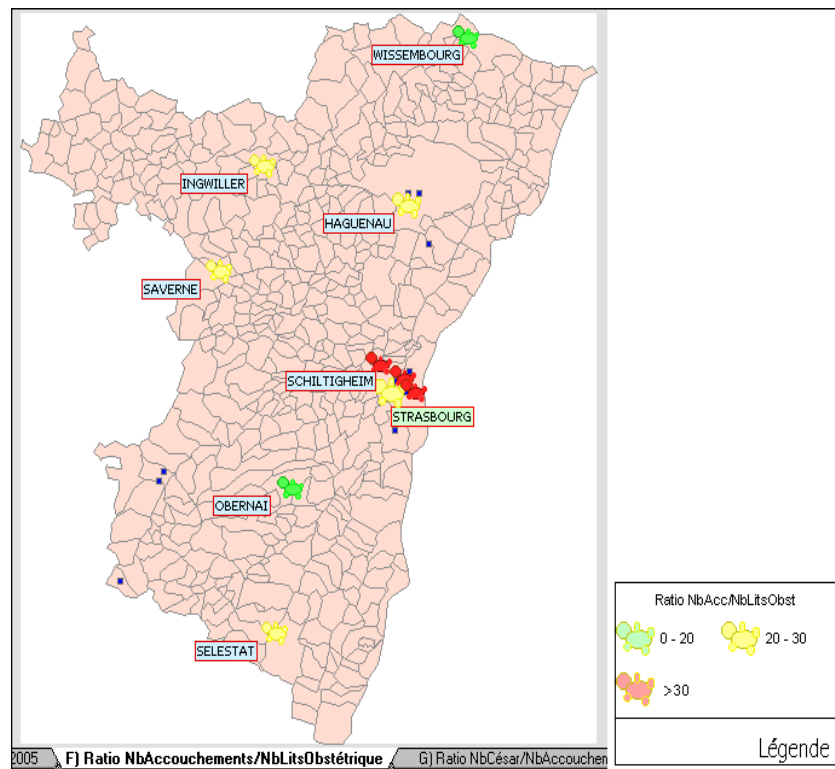 WISSEMBOURG
INGWILLER
HAGUENAU
SAVERNE
SCHILTIGHEIM
STRASBOURG
OBERNAI
SELESTAT
Ratio NbAcc/NbLitsObst
0 - 20
20 - 30
>30
Légende
2005
F) Ratio NbAccouchements/NbLitsObstétrique
G) Ratio NbCésar/NbAccouchen